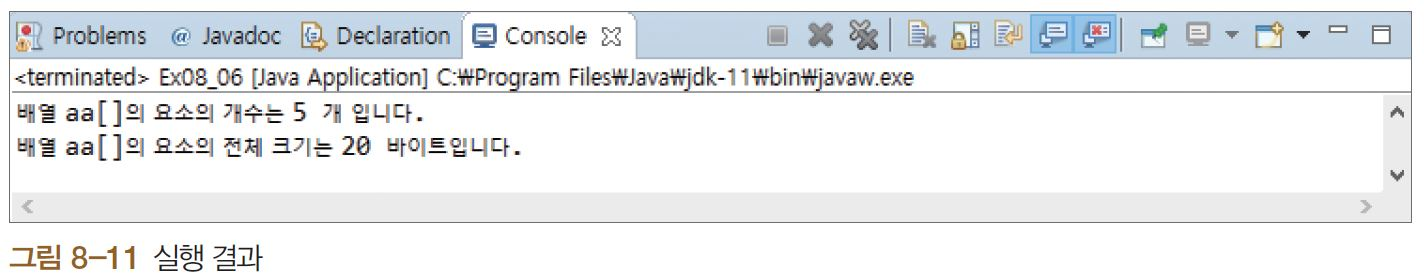 Problems @ Javadoc Declaration Console
<terminated> Ex08_06 [Java Application] C:₩Program Files₩Java₩jdk-11₩bin₩javaw.exe
배열 aa[]의 요소의 개수는 5 개 입니다.
배열 aa[]의 요소의 전체 크기는 20 바이트입니다.
그림 8–11 실행 결과